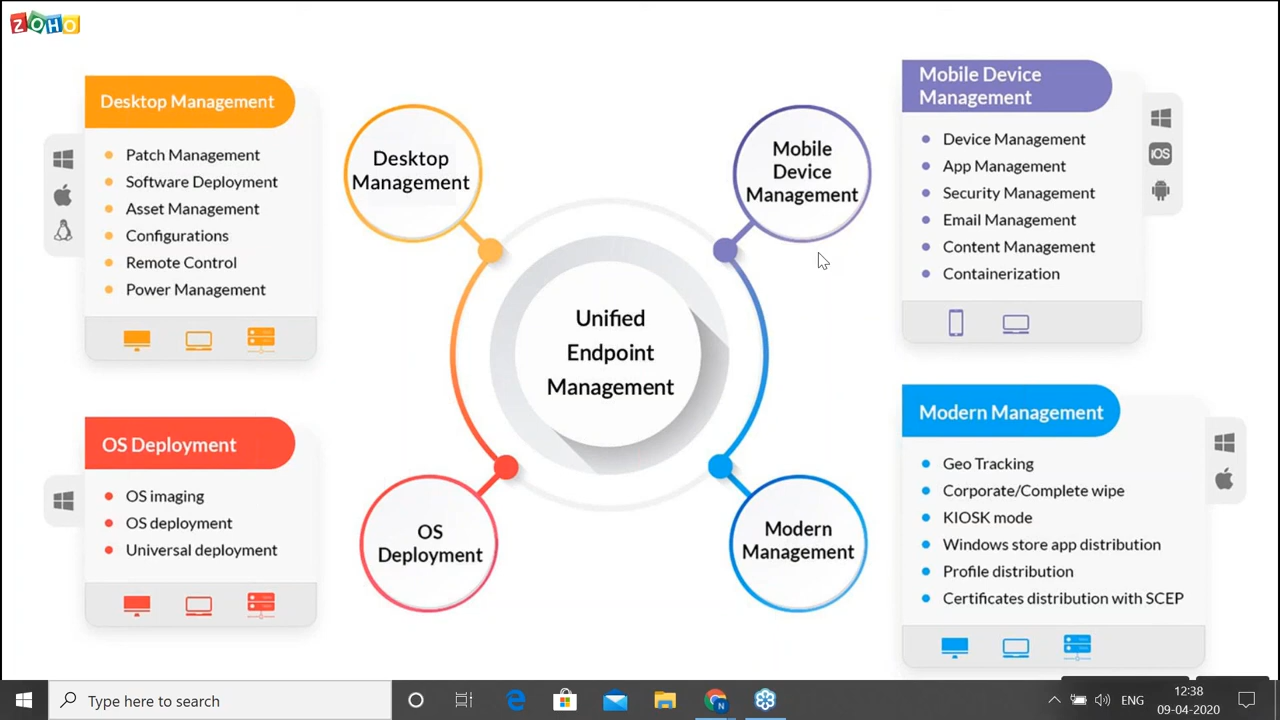 ZOHO
Desktop Management
Patch Management
Software Deployment
Asset Management
Configurations
Remote Control
Power Management
OS Deployment
OS imaging
OS deployment
Universal deployment
Desktop
Management
Mobile
Device
Management
Unified
Endpoint
Management
OS
Deployment
Modern
Management
Mobile Device
Management
Device Management
App Management
Security Management
Email Management
Content Management
Containerization
iOS
Modern Management
Geo Tracking
Corporate/Complete wipe
KIOSK mode
Windows store app distribution
Profile distribution
Certificates distribution with SCEP
Type here to search
N
ENG
12:38
09-04-2020